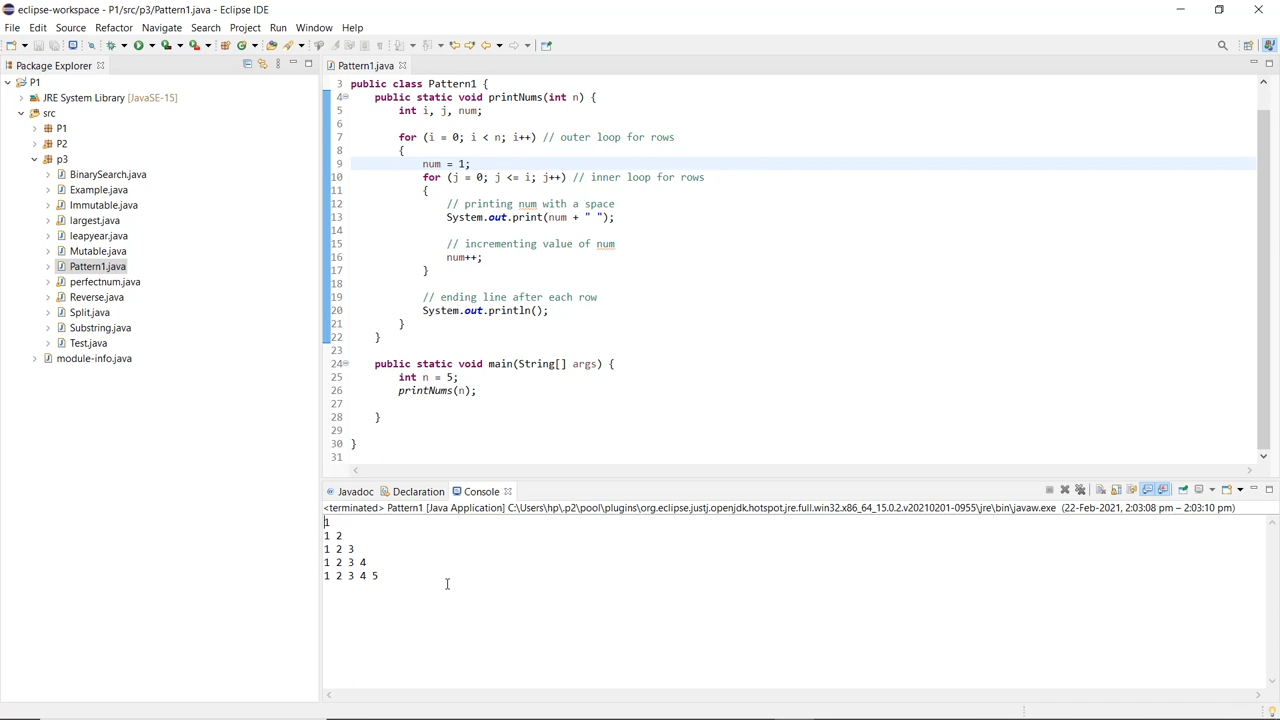 eclipse-workspace - P1/src/p3/Pattern1.java - Eclipse IDE
File Edit Source Refactor Navigate Search Project Run Window Help
Package Explorer
P1
JRE System Library [JavaSE-15]
src
P1
P2
p3
BinarySearch.java
Example.java
Immutable.java
largest.java
leapyear.java
Mutable.java
Pattern1.java
perfectnum.java
Reverse.java
Split.java
Substring.java
Test.java
module-info.java
Pattern1.java
3 public class Pattern1 {
4 public static void printNums(int n) {
5 int i, j, num;
6
7 for (i = 0; i < n; i++) // outer loop for rows
8 {
9 num = 1;
10 for (j = 0; j <= i; j++) // inner loop for rows
11 {
12 // printing num with a space
13 System.out.print(num + " ");
14
15 // incrementing value of num
16 num++;
17 }
18
19 // ending line after each row
20 System.out.println();
21 }
22 }
23
24 public static void main(String[] args) {
25 int n = 5;
26 printNums(n);
27
28 }
29
30 }
31
Javadoc Declaration Console
<terminated> Pattern1 [Java Application] C:\Users\hp\.p2\pool\plugins\org.eclipse.justj.openjdk.hotspot.jre.full.win32.x86_64_15.0.2.v20210201-0955\jre\bin\javaw.exe (22-Feb-2021, 2:03:08 pm – 2:03:10 pm)
1
1 2
1 2 3
1 2 3 4
1 2 3 4 5